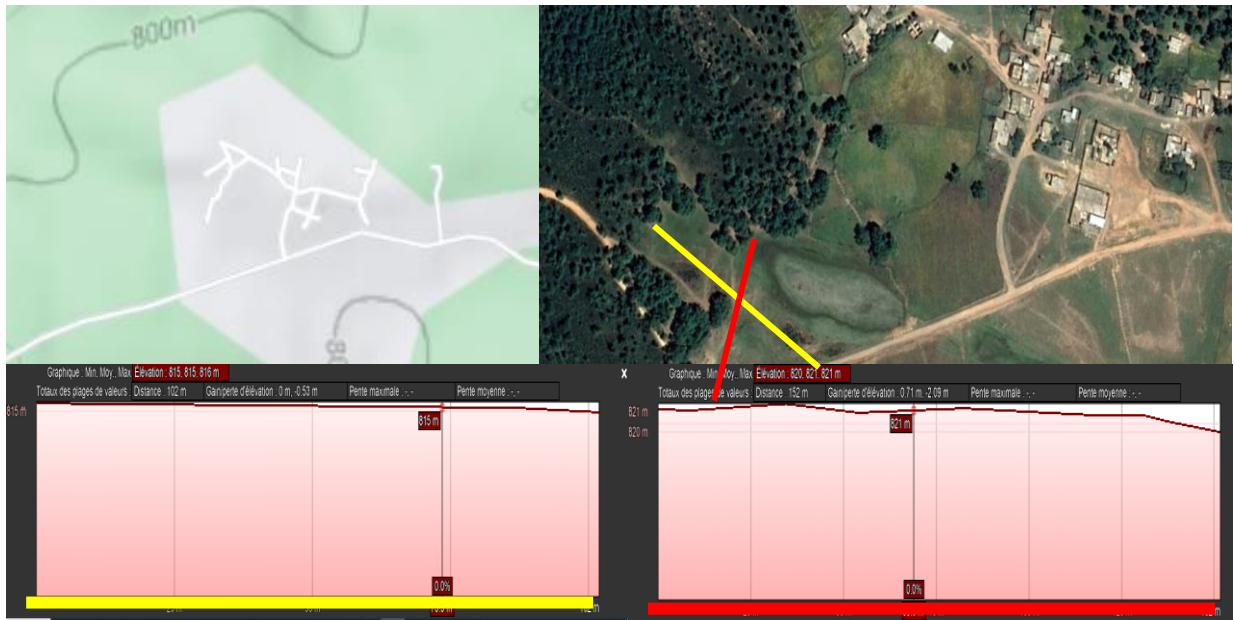 800m
Graphique : Min. Moy., Max Élévation : 815, 815, 816 m
Totaux des plages de valeurs : Distance : 102 m Gain/perte d'élévation : 0 m, -0.53 m Pente maximale : -, - Pente moyenne : -, -
815 m
815 m
0.0%
X
Graphique : Min. Moy., Max Élévation : 820, 821, 821 m
Totaux des plages de valeurs : Distance : 152 m Gain/perte d'élévation : 0.71 m, -2.09 m Pente maximale : -, - Pente moyenne : -, -
821 m
820 m
821 m
0.0%